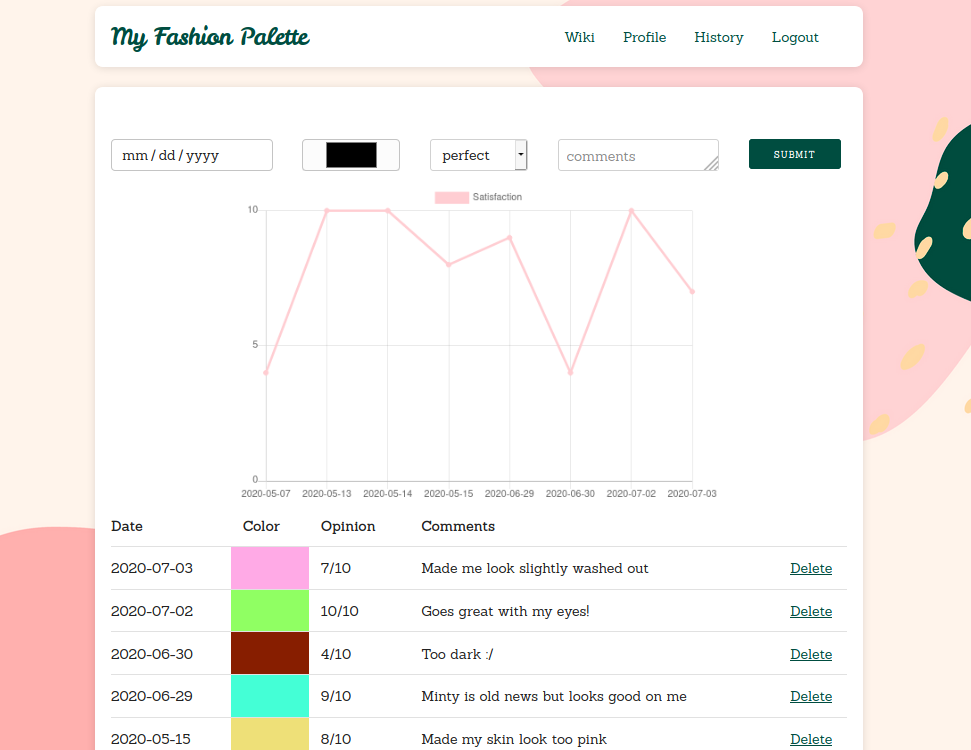 My Fashion Palette Wiki Profile History Logout
mm / dd / yyyy perfect comments SUBMIT
Satisfaction
10
5
0
2020-05-07 2020-05-13 2020-05-14 2020-05-15 2020-06-29 2020-06-30 2020-07-02 2020-07-03
Date Color Opinion Comments
2020-07-03 7/10 Made me look slightly washed out Delete
2020-07-02 10/10 Goes great with my eyes! Delete
2020-06-30 4/10 Too dark :/ Delete
2020-06-29 9/10 Minty is old news but looks good on me Delete
2020-05-15 8/10 Made my skin look too pink Delete